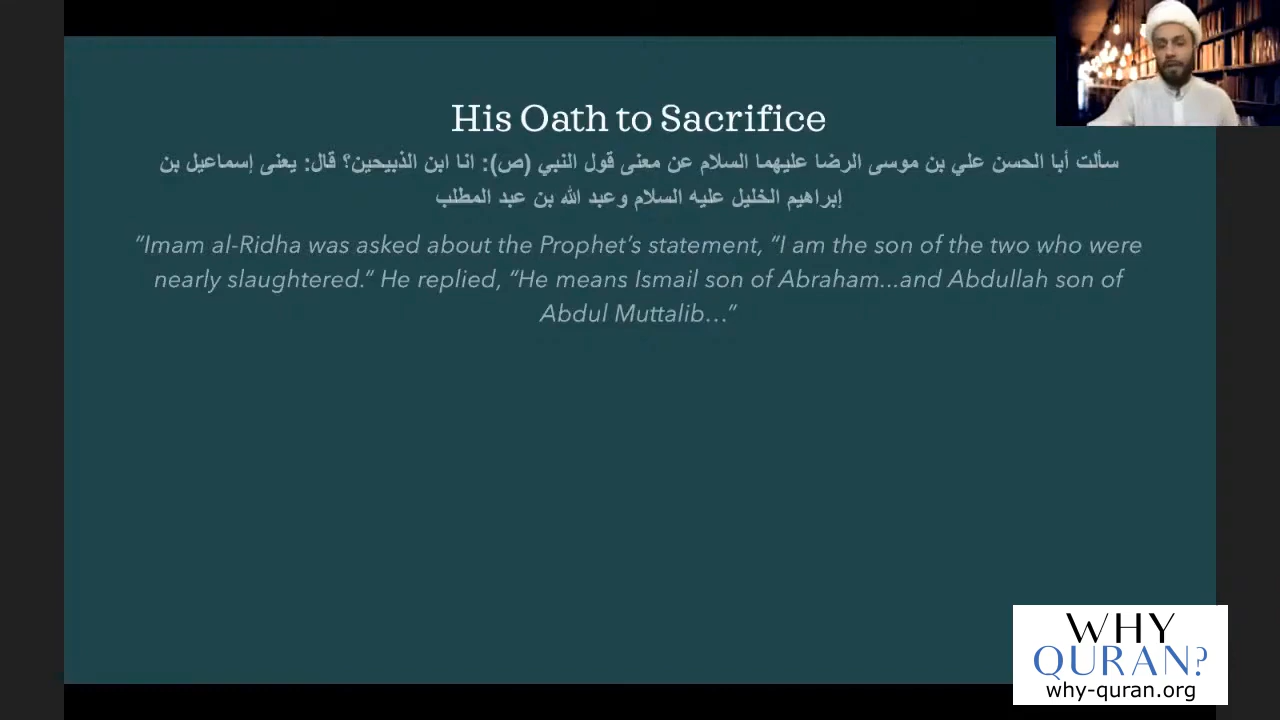 His Oath to Sacrifice
سألت أبا الحسن علي بن موسى الرضا عليهما السلام عن معنى قول النبي (ص): انا ابن الذبيحين؟ قال: يعنى إسماعيل بن
إبراهيم الخليل عليه السلام وعبد الله بن عبد المطلب
“Imam al-Ridha was asked about the Prophet’s statement, “I am the son of the two who were
nearly slaughtered.” He replied, “He means Ismail son of Abraham...and Abdullah son of
Abdul Muttalib…”
WHY
QURAN?
why-quran.org